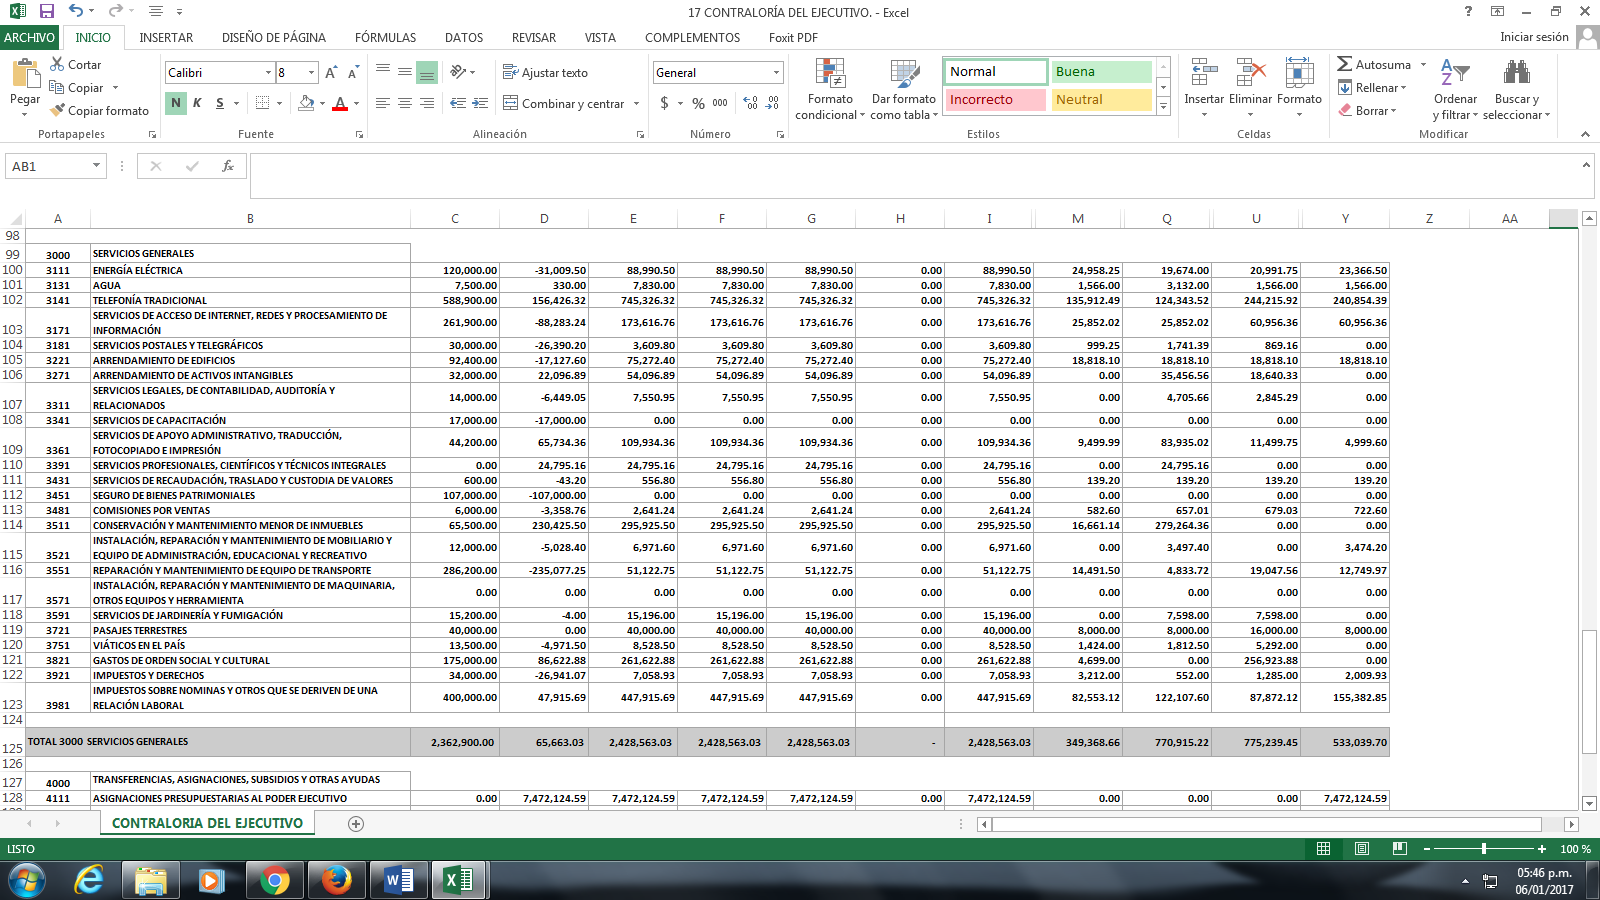 17 CONTRALORÍA DEL EJECUTIVO. - Excel
ARCHIVO INICIO INSERTAR DISEÑO DE PÁGINA FÓRMULAS DATOS REVISAR VISTA COMPLEMENTOS Foxit PDF Iniciar sesión
Pegar
Cortar
Copiar
Copiar formato
Portapapeles
Calibri 8
N K S
Fuente
Ajustar texto
Combinar y centrar
Alineación
General
$ % 000
Número
Formato condicional
Dar formato como tabla
Normal Buena
Incorrecto Neutral
Estilos
Insertar Eliminar Formato
Celdas
Autosuma
Rellenar
Borrar
Ordenar y filtrar
Buscar y seleccionar
Modificar
AB1 fx
A B C D E F G H I M Q U Y Z AA
98
99 3000 SERVICIOS GENERALES
100 3111 ENERGÍA ELÉCTRICA 120,000.00 -31,009.50 88,990.50 88,990.50 88,990.50 0.00 88,990.50 24,958.25 19,674.00 20,991.75 23,366.50
101 3131 AGUA 7,500.00 330.00 7,830.00 7,830.00 7,830.00 0.00 7,830.00 1,566.00 3,132.00 1,566.00 1,566.00
102 3141 TELEFONÍA TRADICIONAL 588,900.00 156,426.32 745,326.32 745,326.32 745,326.32 0.00 745,326.32 135,912.49 124,343.52 244,215.92 240,854.39
SERVICIOS DE ACCESO DE INTERNET, REDES Y PROCESAMIENTO DE
103 3171 INFORMACIÓN 261,900.00 -88,283.24 173,616.76 173,616.76 173,616.76 0.00 173,616.76 25,852.02 25,852.02 60,956.36 60,956.36
104 3181 SERVICIOS POSTALES Y TELEGRÁFICOS 30,000.00 -26,390.20 3,609.80 3,609.80 3,609.80 0.00 3,609.80 999.25 1,741.39 869.16 0.00
105 3221 ARRENDAMIENTO DE EDIFICIOS 92,400.00 -17,127.60 75,272.40 75,272.40 75,272.40 0.00 75,272.40 18,818.10 18,818.10 18,818.10 18,818.10
106 3271 ARRENDAMIENTO DE ACTIVOS INTANGIBLES 32,000.00 22,096.89 54,096.89 54,096.89 54,096.89 0.00 54,096.89 0.00 35,456.56 18,640.33 0.00
SERVICIOS LEGALES, DE CONTABILIDAD, AUDITORÍA Y
107 3311 RELACIONADOS 14,000.00 -6,449.05 7,550.95 7,550.95 7,550.95 0.00 7,550.95 0.00 4,705.66 2,845.29 0.00
108 3341 SERVICIOS DE CAPACITACIÓN 17,000.00 -17,000.00 0.00 0.00 0.00 0.00 0.00 0.00 0.00 0.00 0.00
SERVICIOS DE APOYO ADMINISTRATIVO, TRADUCCIÓN,
109 3361 FOTOCOPIADO E IMPRESIÓN 44,200.00 65,734.36 109,934.36 109,934.36 109,934.36 0.00 109,934.36 9,499.99 83,935.02 11,499.75 4,999.60
110 3391 SERVICIOS PROFESIONALES, CIENTÍFICOS Y TÉCNICOS INTEGRALES 0.00 24,795.16 24,795.16 24,795.16 24,795.16 0.00 24,795.16 0.00 24,795.16 0.00 0.00
111 3431 SERVICIOS DE RECAUDACIÓN, TRASLADO Y CUSTODIA DE VALORES 600.00 -43.20 556.80 556.80 556.80 0.00 556.80 139.20 139.20 139.20 139.20
112 3451 SEGURO DE BIENES PATRIMONIALES 107,000.00 -107,000.00 0.00 0.00 0.00 0.00 0.00 0.00 0.00 0.00 0.00
113 3481 COMISIONES POR VENTAS 6,000.00 -3,358.76 2,641.24 2,641.24 2,641.24 0.00 2,641.24 582.60 657.01 679.03 722.60
114 3511 CONSERVACIÓN Y MANTENIMIENTO MENOR DE INMUEBLES 65,500.00 230,425.50 295,925.50 295,925.50 295,925.50 0.00 295,925.50 16,661.14 279,264.36 0.00 0.00
INSTALACIÓN, REPARACIÓN Y MANTENIMIENTO DE MOBILIARIO Y
115 3521 EQUIPO DE ADMINISTRACIÓN, EDUCACIONAL Y RECREATIVO 12,000.00 -5,028.40 6,971.60 6,971.60 6,971.60 0.00 6,971.60 0.00 3,497.40 0.00 3,474.20
116 3551 REPARACIÓN Y MANTENIMIENTO DE EQUIPO DE TRANSPORTE 286,200.00 -235,077.25 51,122.75 51,122.75 51,122.75 0.00 51,122.75 14,491.50 4,833.72 19,047.56 12,749.97
INSTALACIÓN, REPARACIÓN Y MANTENIMIENTO DE MAQUINARIA,
117 3571 OTROS EQUIPOS Y HERRAMIENTA 0.00 0.00 0.00 0.00 0.00 0.00 0.00 0.00 0.00 0.00 0.00
118 3591 SERVICIOS DE JARDINERÍA Y FUMIGACIÓN 15,200.00 -4.00 15,196.00 15,196.00 15,196.00 0.00 15,196.00 0.00 7,598.00 7,598.00 0.00
119 3721 PASAJES TERRESTRES 40,000.00 0.00 40,000.00 40,000.00 40,000.00 0.00 40,000.00 8,000.00 8,000.00 16,000.00 8,000.00
120 3751 VIÁTICOS EN EL PAÍS 13,500.00 -4,971.50 8,528.50 8,528.50 8,528.50 0.00 8,528.50 1,424.00 1,812.50 5,292.00 0.00
121 3821 GASTOS DE ORDEN SOCIAL Y CULTURAL 175,000.00 86,622.88 261,622.88 261,622.88 261,622.88 0.00 261,622.88 4,699.00 0.00 256,923.88 0.00
122 3921 IMPUESTOS Y DERECHOS 34,000.00 -26,941.07 7,058.93 7,058.93 7,058.93 0.00 7,058.93 3,212.00 552.00 1,285.00 2,009.93
IMPUESTOS SOBRE NOMINAS Y OTROS QUE SE DERIVEN DE UNA
123 3981 RELACIÓN LABORAL 400,000.00 47,915.69 447,915.69 447,915.69 447,915.69 0.00 447,915.69 82,553.12 122,107.60 87,872.12 155,382.85
124
125 TOTAL 3000 SERVICIOS GENERALES 2,362,900.00 65,663.03 2,428,563.03 2,428,563.03 2,428,563.03 - 2,428,563.03 349,368.66 770,915.22 775,239.45 533,039.70
126
127 4000 TRANSFERENCIAS, ASIGNACIONES, SUBSIDIOS Y OTRAS AYUDAS
128 4111 ASIGNACIONES PRESUPUESTARIAS AL PODER EJECUTIVO 0.00 7,472,124.59 7,472,124.59 7,472,124.59 7,472,124.59 0.00 7,472,124.59 0.00 0.00 0.00 7,472,124.59
CONTRALORIA DEL EJECUTIVO
LISTO 100 %
05:46 p.m.
06/01/2017